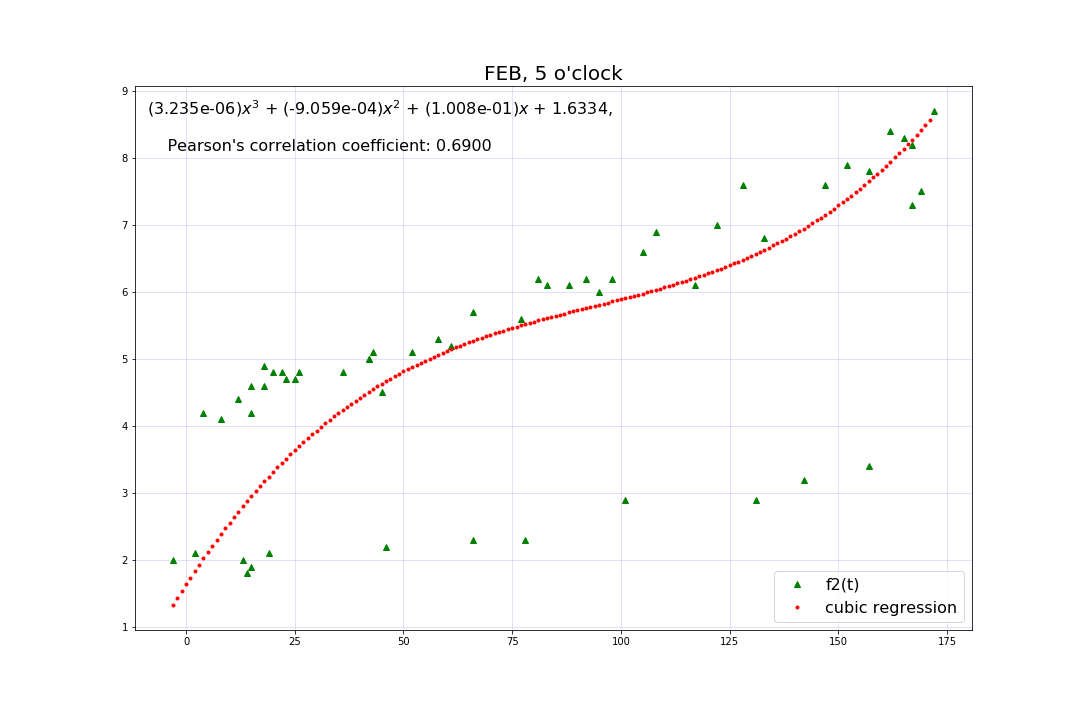 FEB, 5 o'clock
(3.235e-06)x³ + (-9.059e-04)x² + (1.008e-01)x + 1.6334,
Pearson's correlation coefficient: 0.6900
9
8
7
6
5
4
3
2
1
f2(t)
cubic regression
0 25 50 75 100 125 150 175